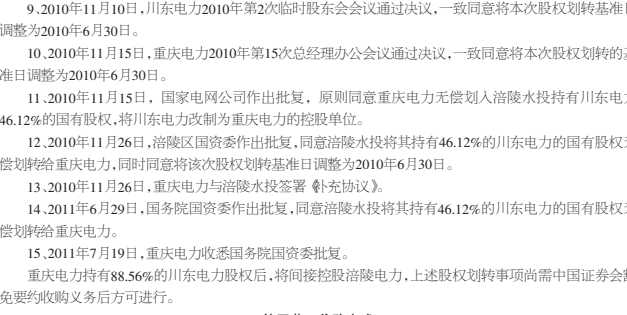 9、2010年11月10日，川东电力2010年第2次临时股东会会议通过决议，一致同意将本次股权划转基准日
调整为2010年6月30日。
10、2010年11月15日，重庆电力2010年第15次总经理办公会议通过决议，一致同意将本次股权划转的基
准日调整为2010年6月30日。
11、2010年11月15日，国家电网公司作出批复，原则同意重庆电力无偿划入涪陵水投持有川东电力
46.12%的国有股权，将川东电力改制为重庆电力的控股单位。
12、2010年11月26日，涪陵区国资委作出批复，同意涪陵水投将其持有46.12%的川东电力的国有股权
偿划转给重庆电力，同时同意将该次股权划转基准日调整为2010年6月30日。
13、2010年11月26日，重庆电力与涪陵水投签署《补充协议》。
14、2011年6月29日，国务院国资委作出批复，同意涪陵水投将其持有46.12%的川东电力的国有股权
偿划转给重庆电力。
15、2011年7月19日，重庆电力收悉国务院国资委批复。
重庆电力持有88.56%的川东电力股权后，将间接控股涪陵电力，上述股权划转事项尚需中国证券会
免要约收购义务后方可进行。